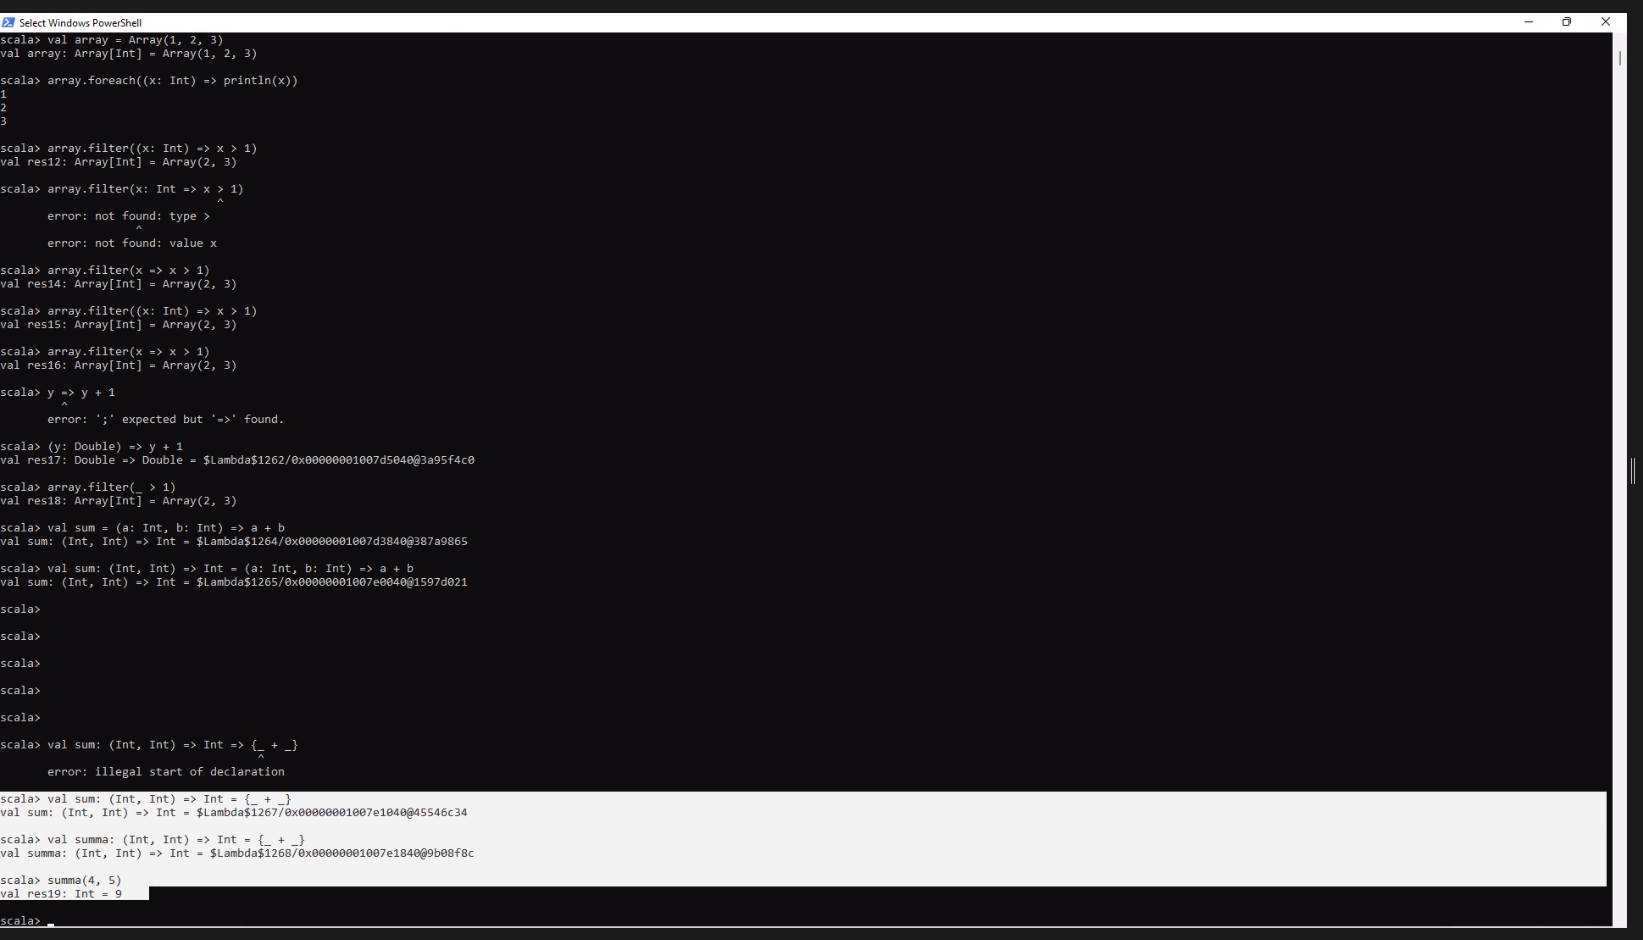 Select Windows PowerShell
scala> val array = Array(1, 2, 3)
val array: Array[Int] = Array(1, 2, 3)
scala> array.foreach((x: Int) => println(x))
1
2
3
scala> array.filter((x: Int) => x > 1)
val res12: Array[Int] = Array(2, 3)
scala> array.filter(x: Int => x > 1)
^
error: not found: type >
^
error: not found: value x
scala> array.filter(x => x > 1)
val res14: Array[Int] = Array(2, 3)
scala> array.filter((x: Int) => x > 1)
val res15: Array[Int] = Array(2, 3)
scala> array.filter(x => x > 1)
val res16: Array[Int] = Array(2, 3)
scala> y => y + 1
^
error: ';' expected but '=>' found.
scala> (y: Double) => y + 1
val res17: Double => Double = $Lambda$1262/0x00000001007d5040@3a95f4c0
scala> array.filter(_ > 1)
val res18: Array[Int] = Array(2, 3)
scala> val sum = (a: Int, b: Int) => a + b
val sum: (Int, Int) => Int = $Lambda$1264/0x00000001007d3840@387a9865
scala> val sum: (Int, Int) => Int = (a: Int, b: Int) => a + b
val sum: (Int, Int) => Int = $Lambda$1265/0x00000001007e0040@1597d021
scala>
scala>
scala>
scala>
scala>
scala> val sum: (Int, Int) => Int => {_ + _}
^
error: illegal start of declaration
scala> val sum: (Int, Int) => Int = {_ + _}
val sum: (Int, Int) => Int = $Lambda$1267/0x00000001007e1040@45546c34
scala> val summa: (Int, Int) => Int = {_ + _}
val summa: (Int, Int) => Int = $Lambda$1268/0x00000001007e1840@9b08f8c
scala> summa(4, 5)
val res19: Int = 9
scala> _